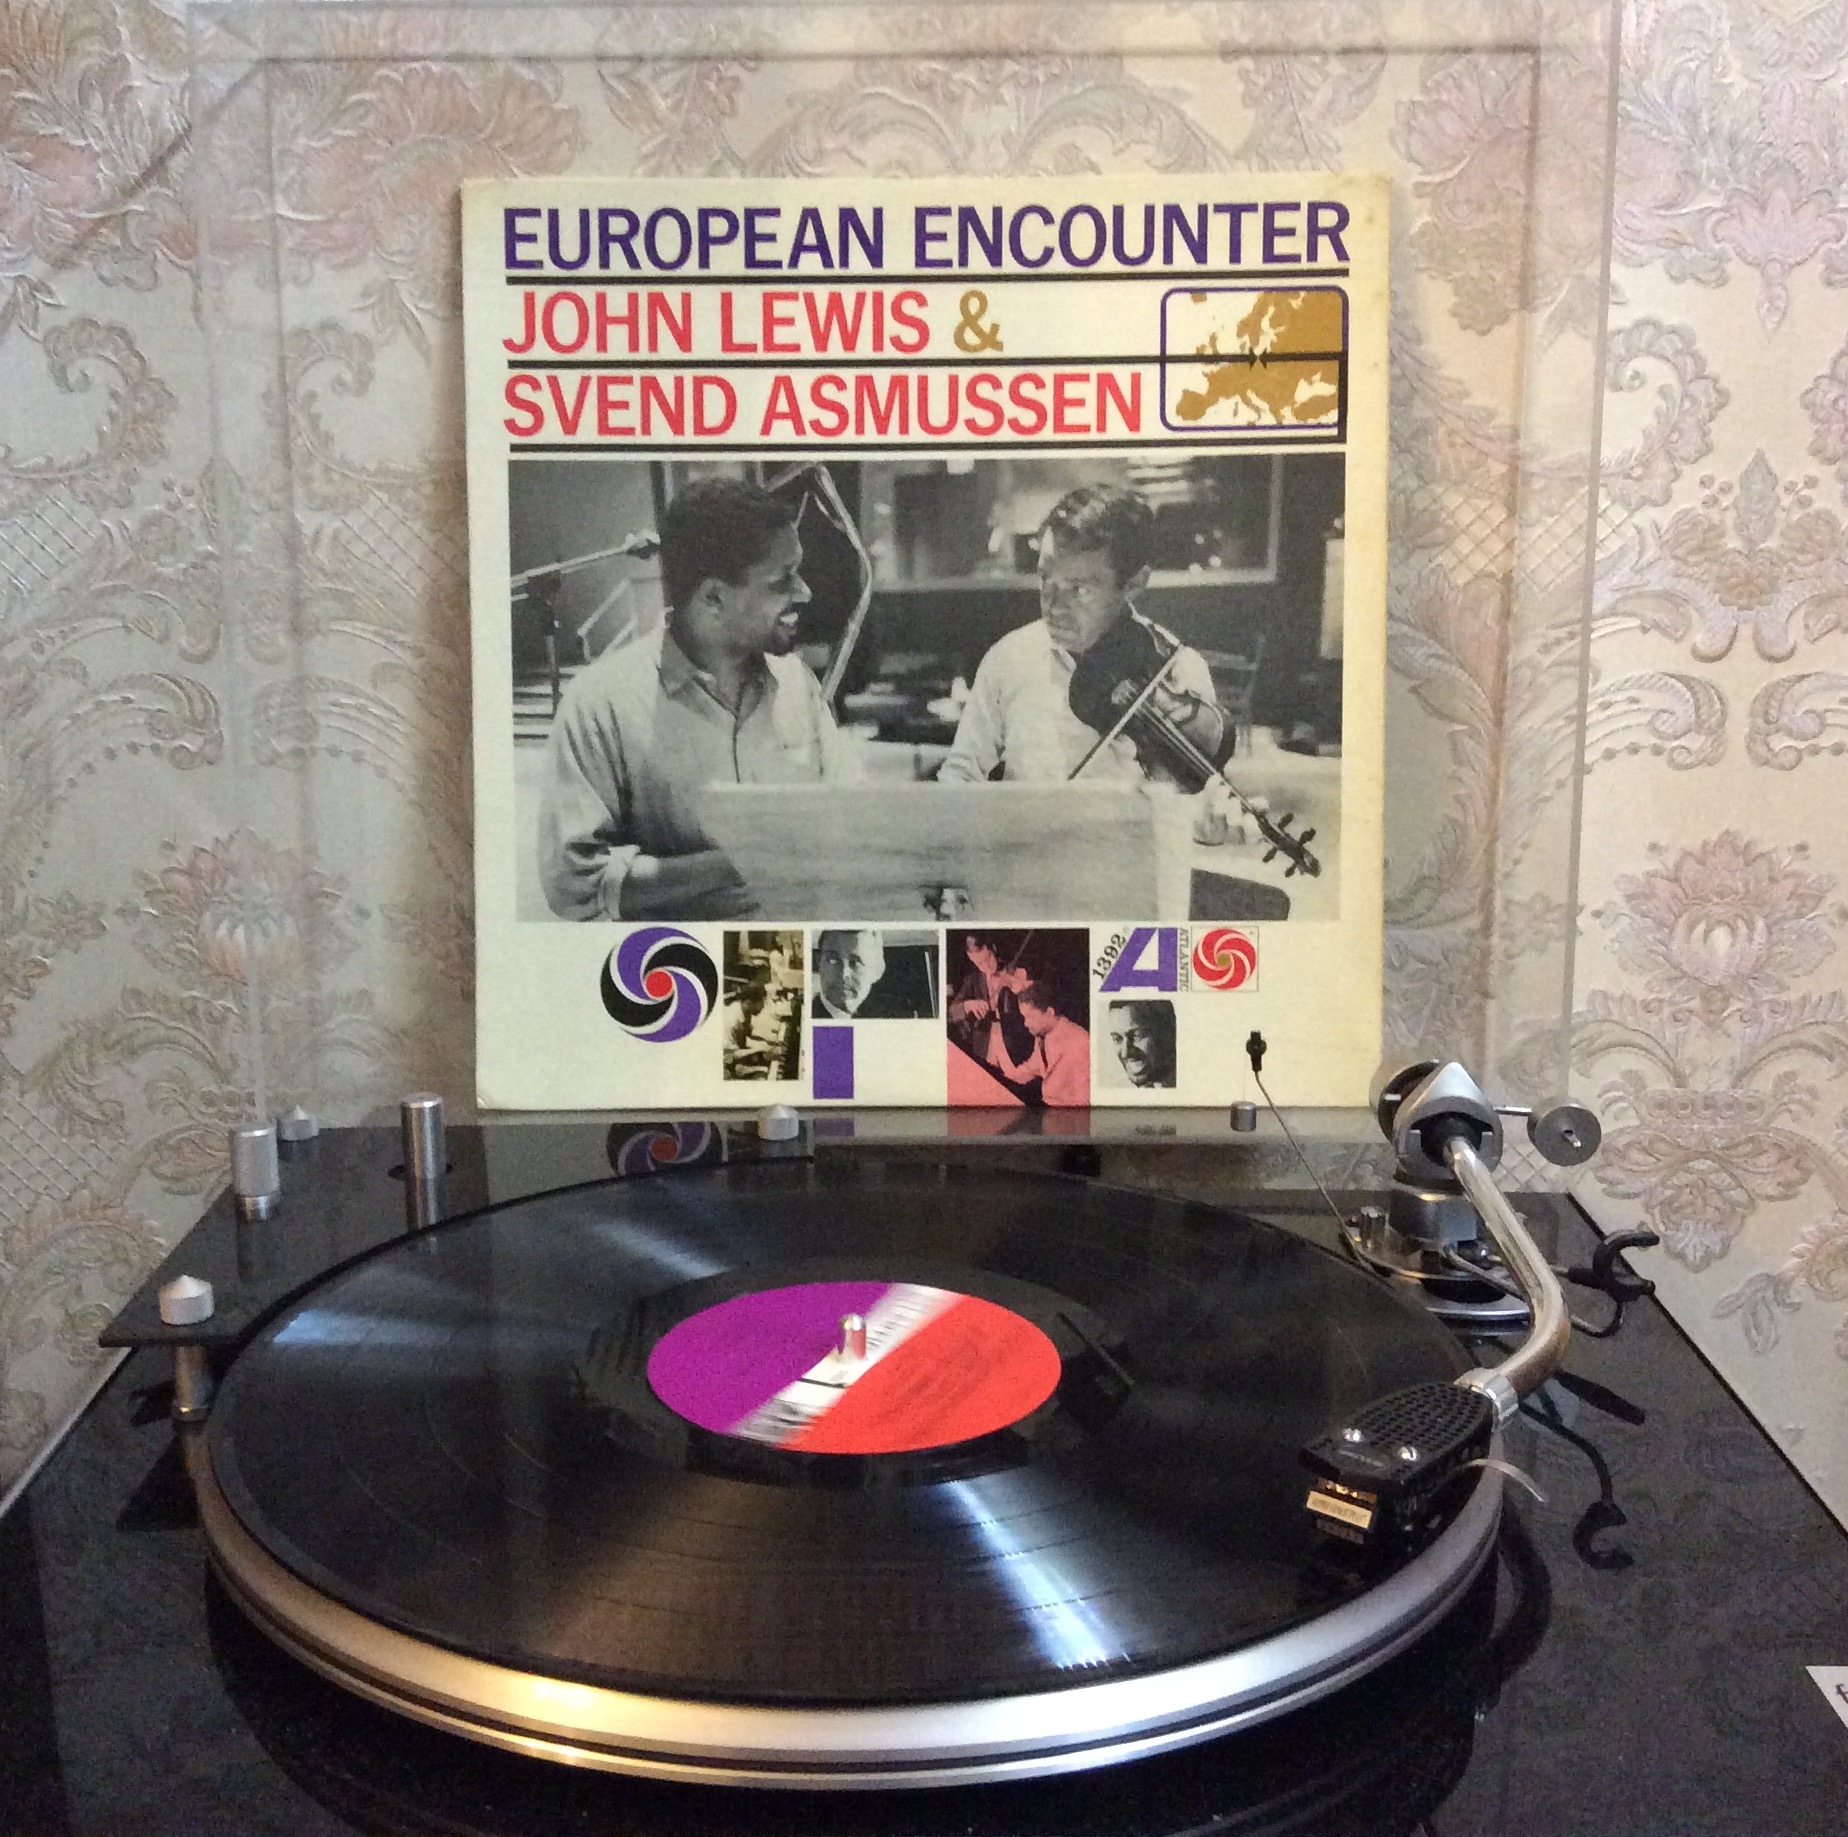 EUROPEAN ENCOUNTER
JOHN LEWIS &
SVEND ASMUSSEN
1392
ATLANTIC